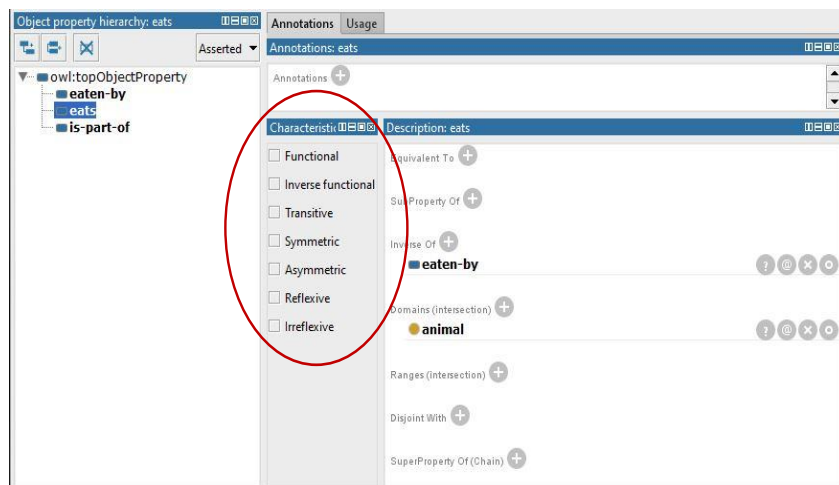 Object property hierarchy: eats
Asserted
owl:topObjectProperty
eaten-by
eats
is-part-of
Annotations Usage
Annotations: eats
Annotations
Characteristic
Functional
Inverse functional
Transitive
Symmetric
Asymmetric
Reflexive
Irreflexive
Description: eats
Equivalent To
SubProperty Of
Inverse Of
eaten-by
? @ X O
Domains (intersection)
animal
? @ X O
Ranges (intersection)
Disjoint With
SuperProperty Of (Chain)